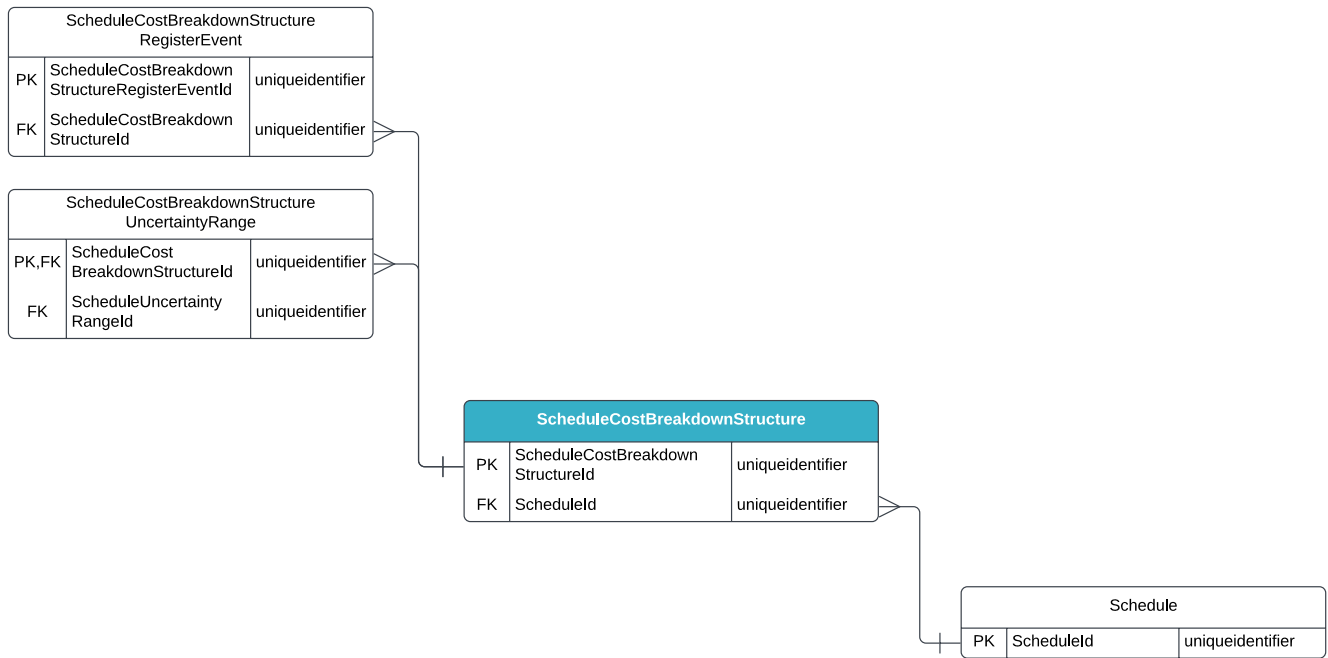 ScheduleCostBreakdownStructure
RegisterEvent
PK
ScheduleCostBreakdown
StructureRegisterEventId
uniqueidentifier
FK
ScheduleCostBreakdown
StructureId
uniqueidentifier
ScheduleCostBreakdownStructure
UncertaintyRange
PK,FK
ScheduleCost
BreakdownStructureId
uniqueidentifier
FK
ScheduleUncertainty
RangeId
uniqueidentifier
ScheduleCostBreakdownStructure
PK
ScheduleCostBreakdown
StructureId
uniqueidentifier
FK
ScheduleId
uniqueidentifier
Schedule
PK
ScheduleId
uniqueidentifier